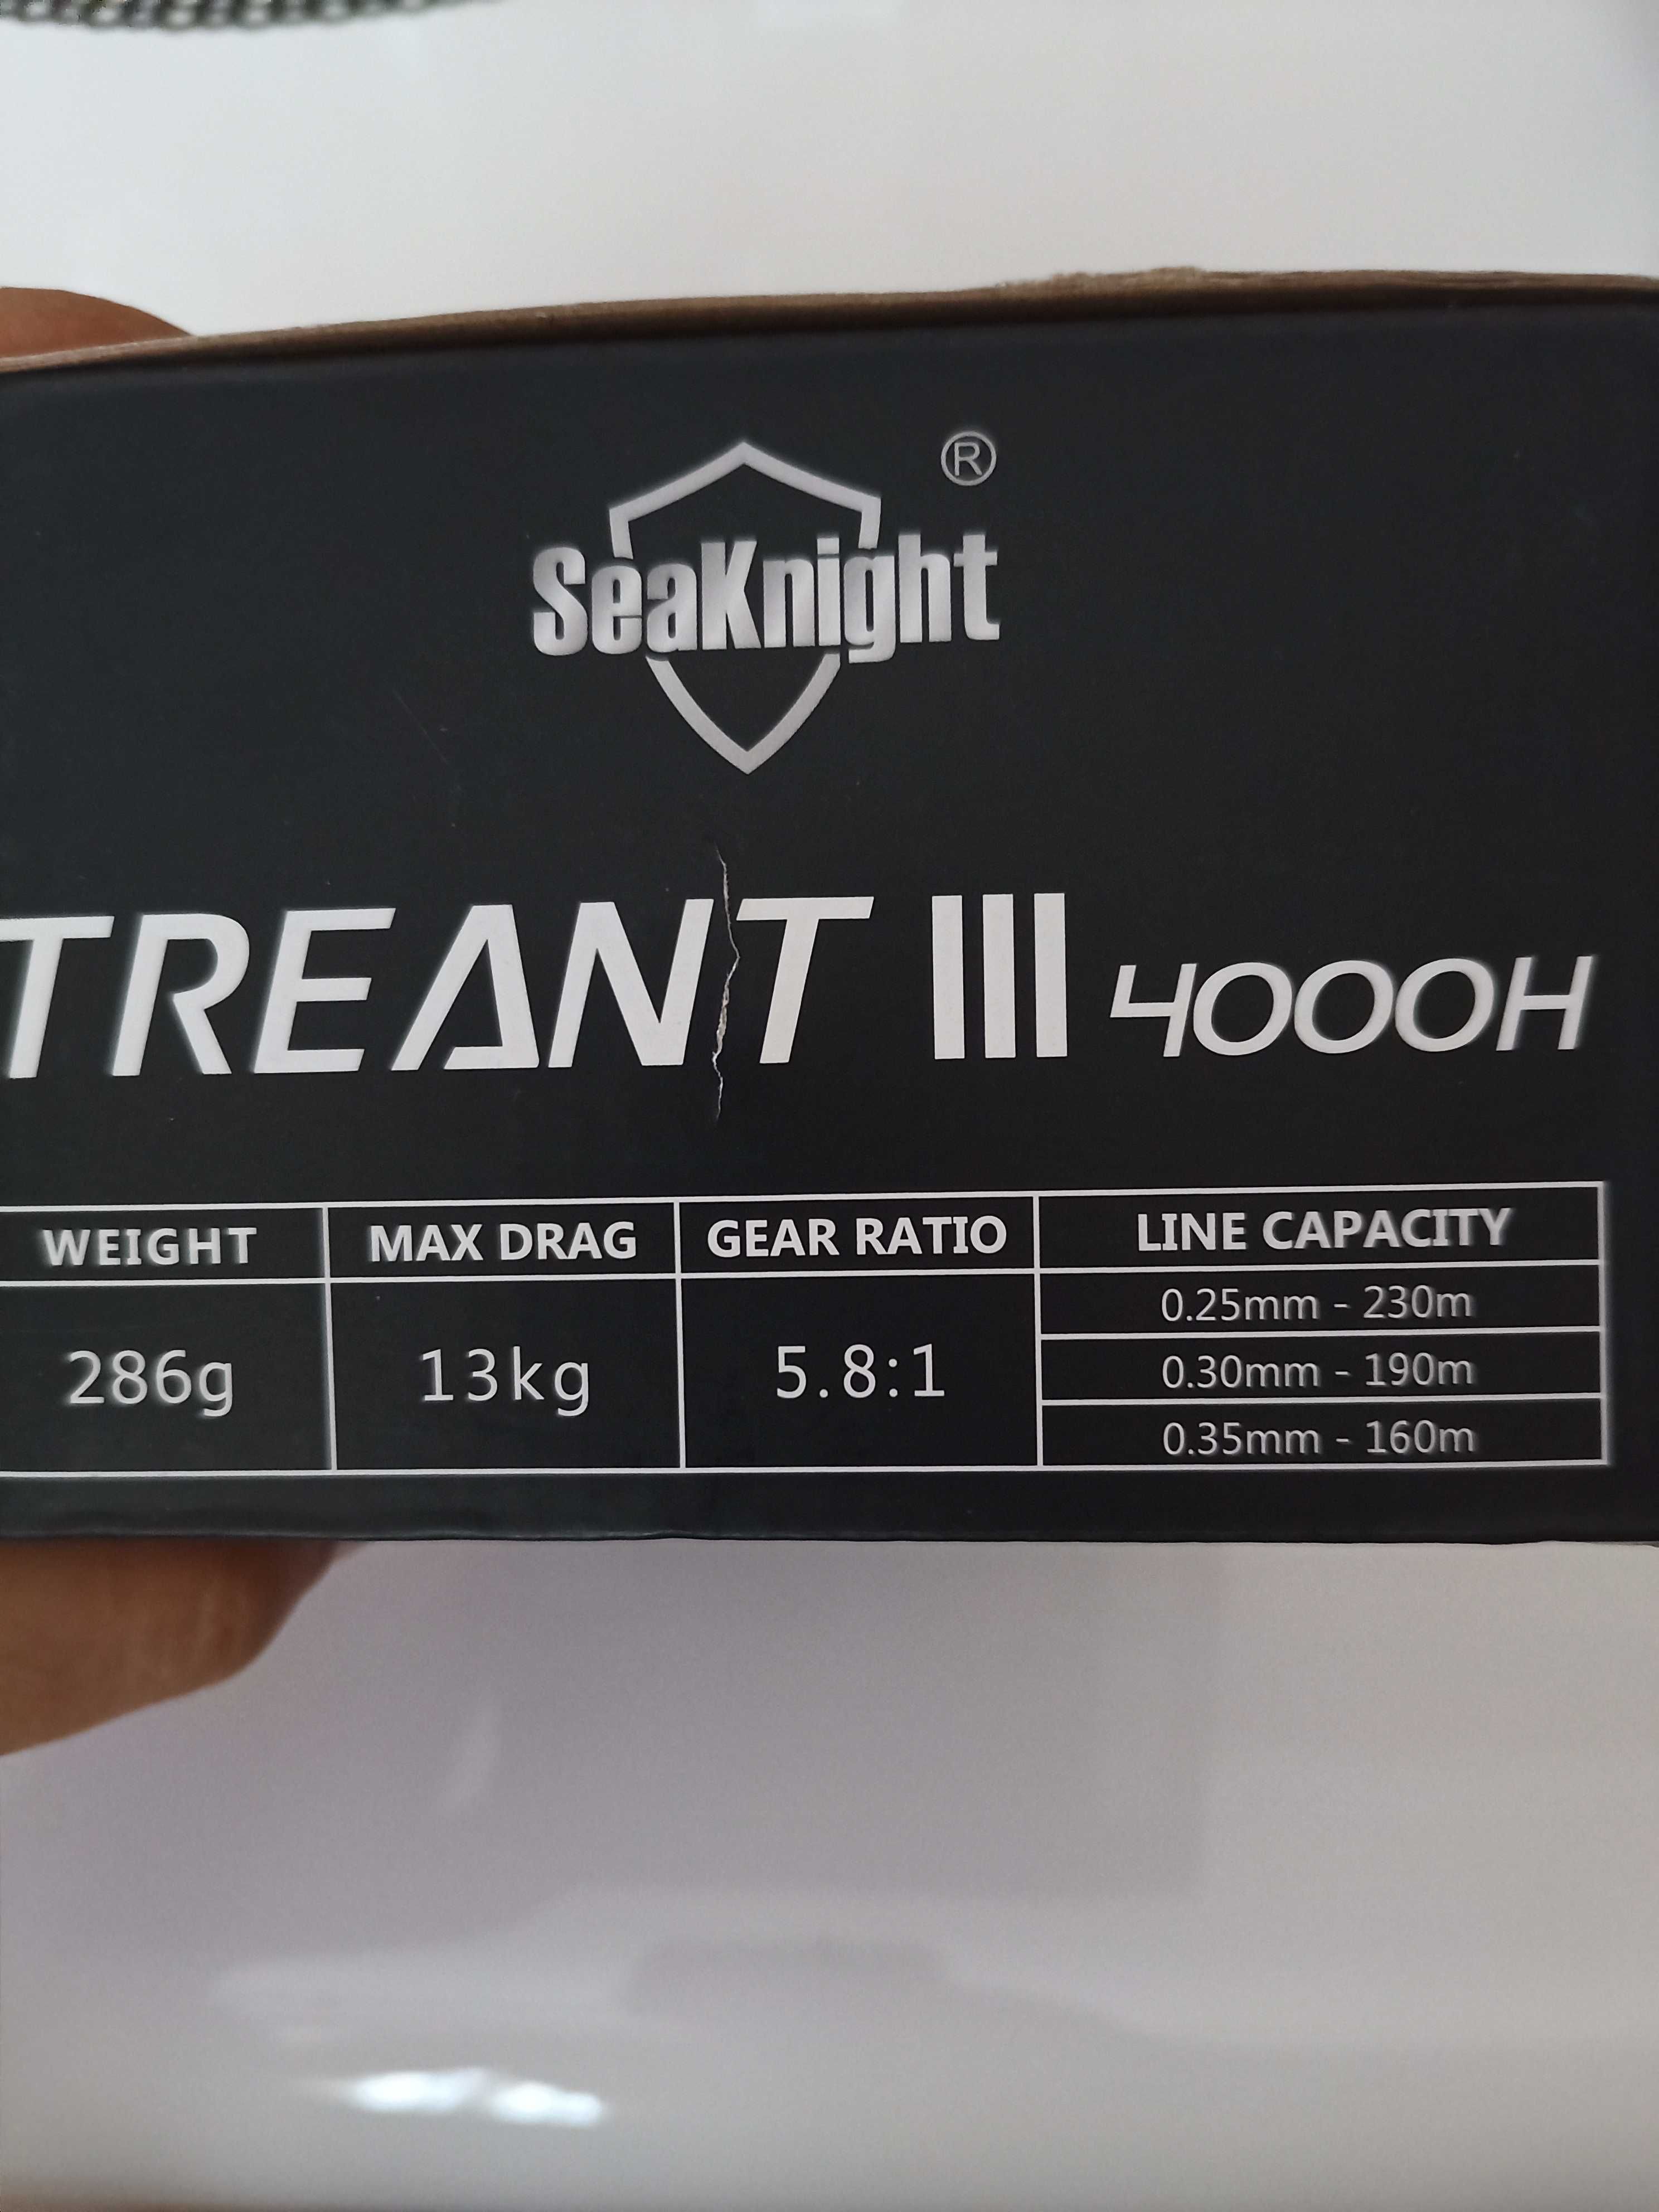 ®
SeaKnight
TREANT III 4000H
WEIGHT MAX DRAG GEAR RATIO LINE CAPACITY
286g 13kg 5.8:1
0.25mm - 230m
0.30mm - 190m
0.35mm - 160m